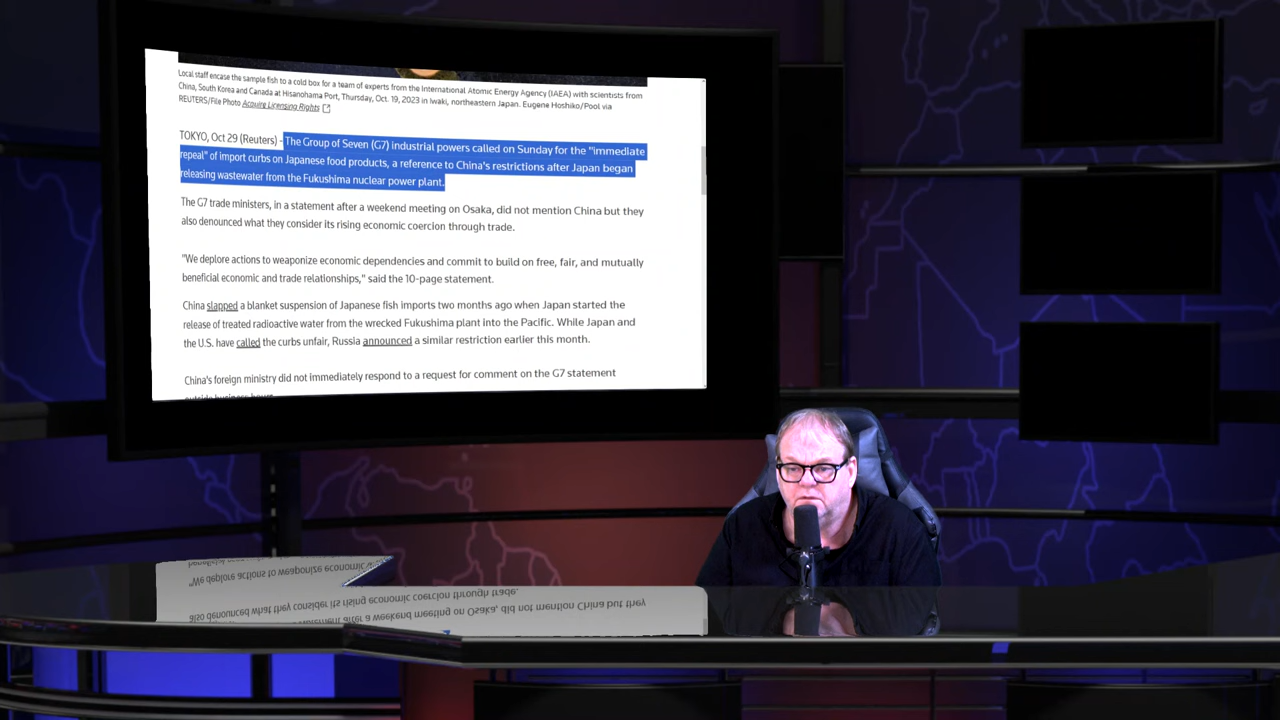 Local staff encase the sample fish to a cold box for a team of experts from the International Atomic Energy Agency (IAEA) with scientists from
China, South Korea and Canada at Hisanohama Port, Thursday, Oct. 19, 2023 in Iwaki, northeastern Japan. Eugene Hoshiko/Pool via
REUTERS/File Photo Acquire Licensing Rights
TOKYO, Oct 29 (Reuters) - The Group of Seven (G7) industrial powers called on Sunday for the "immediate
repeal" of import curbs on Japanese food products, a reference to China's restrictions after Japan began
releasing wastewater from the Fukushima nuclear power plant.
The G7 trade ministers, in a statement after a weekend meeting on Osaka, did not mention China but they
also denounced what they consider its rising economic coercion through trade.
"We deplore actions to weaponize economic dependencies and commit to build on free, fair, and mutually
beneficial economic and trade relationships," said the 10-page statement.
China slapped a blanket suspension of Japanese fish imports two months ago when Japan started the
release of treated radioactive water from the wrecked Fukushima plant into the Pacific. While Japan and
the U.S. have called the curbs unfair, Russia announced a similar restriction earlier this month.
China's foreign ministry did not immediately respond to a request for comment on the G7 statement
outside business hours.